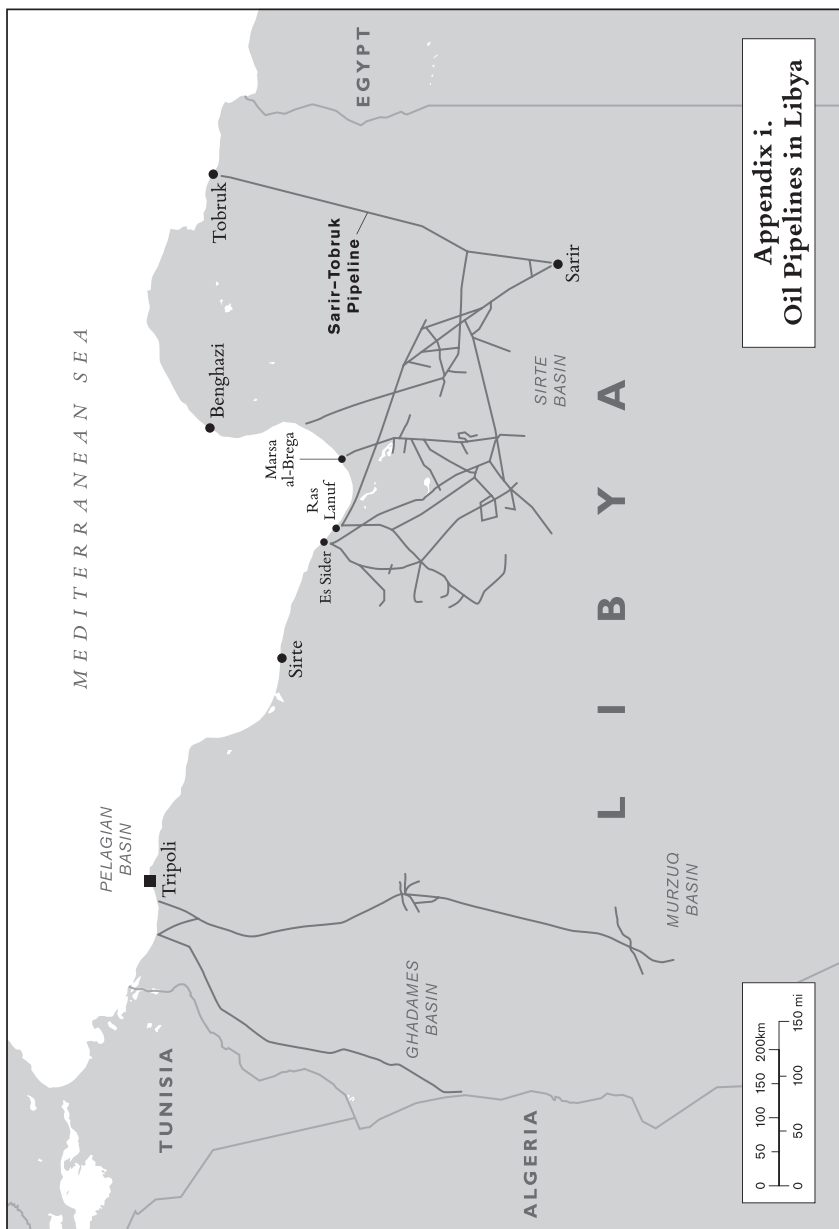 Appendix i.
Oil Pipelines in Libya
MEDITERRANEAN SEA
PELAGIAN
BASIN
Tripoli
Benghazi
Tobruk
TUNISIA
EGYPT
Sirte
Es Sider
Ras
Lanuf
Marsa
al-Brega
Sarir–Tobruk
Pipeline
GHADAMES
BASIN
SIRTE
BASIN
Sarir
ALGERIA
LIBYA
MURZUQ
BASIN
0 50 100 150 200km
0 50 100 150 mi